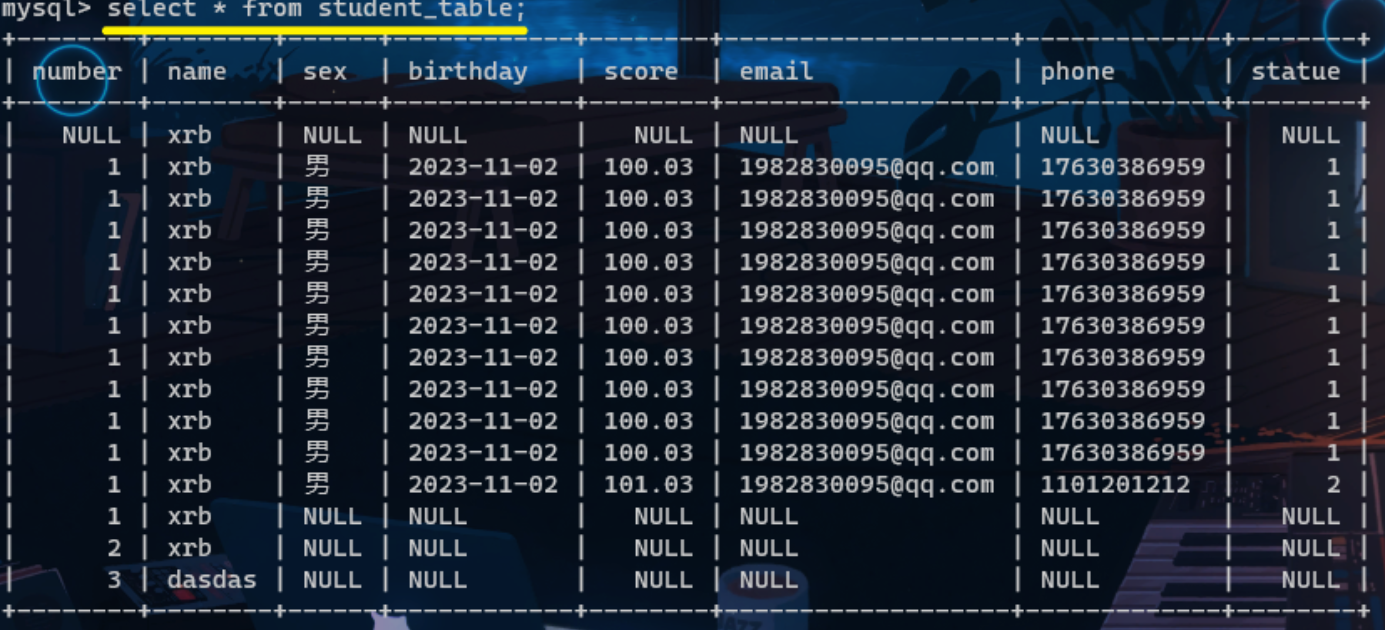 mysql> select * from student_table;
+--------+--------+------+------------+--------+-------------------+-------------+--------+
| number | name | sex | birthday | score | email | phone | statue |
+--------+--------+------+------------+--------+-------------------+-------------+--------+
| NULL | xrb | NULL | NULL | NULL | NULL | NULL | NULL |
| 1 | xrb | 男 | 2023-11-02 | 100.03 | 1982830095@qq.com | 17630386959 | 1 |
| 1 | xrb | 男 | 2023-11-02 | 100.03 | 1982830095@qq.com | 17630386959 | 1 |
| 1 | xrb | 男 | 2023-11-02 | 100.03 | 1982830095@qq.com | 17630386959 | 1 |
| 1 | xrb | 男 | 2023-11-02 | 100.03 | 1982830095@qq.com | 17630386959 | 1 |
| 1 | xrb | 男 | 2023-11-02 | 100.03 | 1982830095@qq.com | 17630386959 | 1 |
| 1 | xrb | 男 | 2023-11-02 | 100.03 | 1982830095@qq.com | 17630386959 | 1 |
| 1 | xrb | 男 | 2023-11-02 | 100.03 | 1982830095@qq.com | 17630386959 | 1 |
| 1 | xrb | 男 | 2023-11-02 | 100.03 | 1982830095@qq.com | 17630386959 | 1 |
| 1 | xrb | 男 | 2023-11-02 | 100.03 | 1982830095@qq.com | 17630386959 | 1 |
| 1 | xrb | 男 | 2023-11-02 | 100.03 | 1982830095@qq.com | 17630386959 | 1 |
| 1 | xrb | 男 | 2023-11-02 | 101.03 | 1982830095@qq.com | 1101201212 | 2 |
| 1 | xrb | NULL | NULL | NULL | NULL | NULL | NULL |
| 2 | xrb | NULL | NULL | NULL | NULL | NULL | NULL |
| 3 | dasdas | NULL | NULL | NULL | NULL | NULL | NULL |
+--------+--------+------+------------+--------+-------------------+-------------+--------+